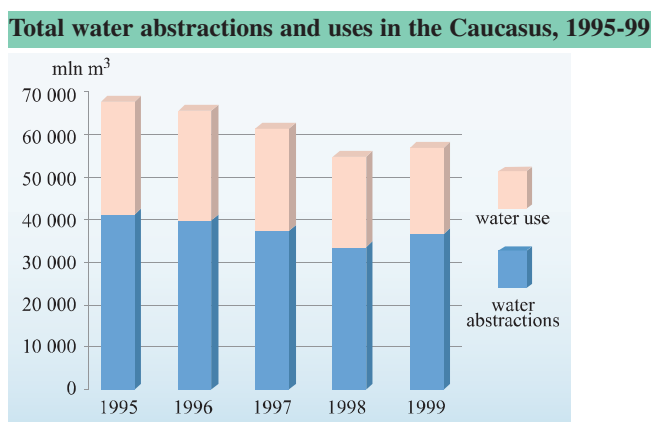 Total water abstractions and uses in the Caucasus, 1995-99
mln m³
70 000
60 000
50 000
40 000
30 000
20 000
10 000
0
1995 1996 1997 1998 1999
water use
water
abstractions